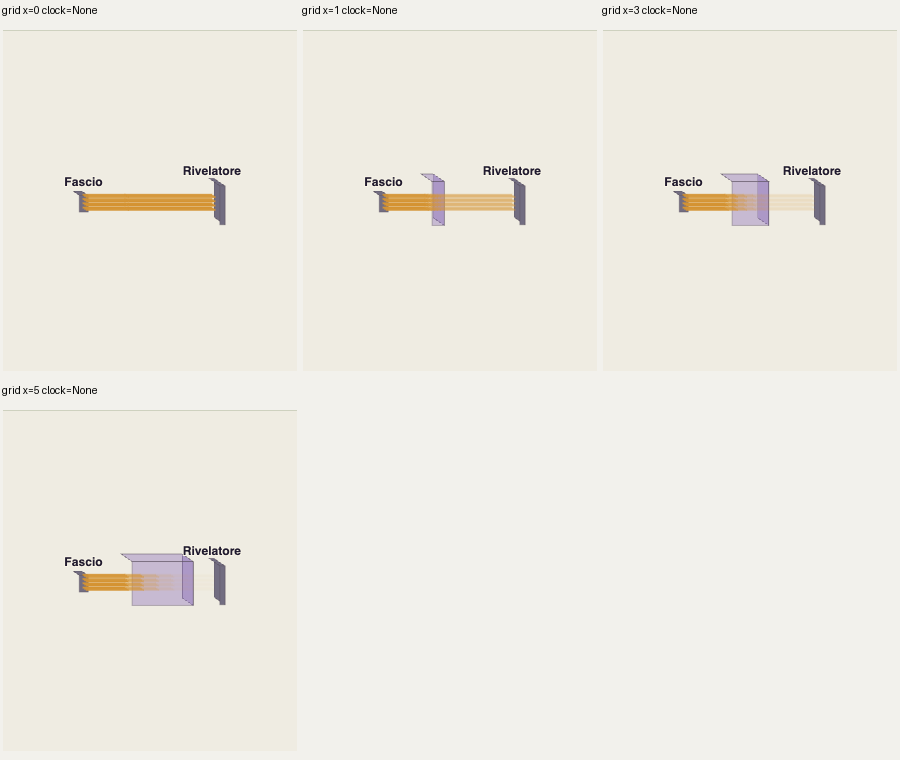 grid x=0 clock=None
grid x=1 clock=None
grid x=3 clock=None
Fascio
Rivelatore
Fascio
Rivelatore
Fascio
Rivelatore
grid x=5 clock=None
Fascio
Rivelatore